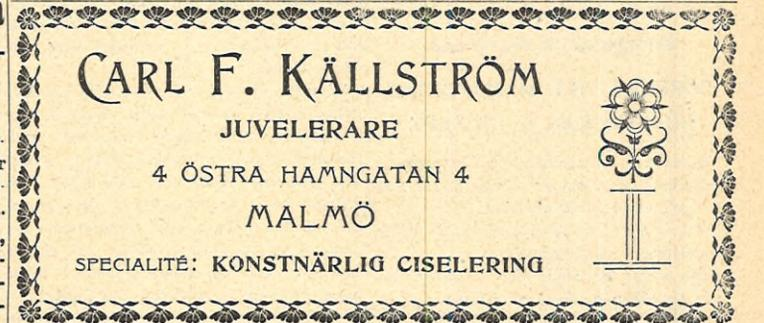 CARL F. KÄLLSTRÖM
JUVELERARE
4 ÖSTRA HAMNGATAN 4
MALMÖ
SPECIALITÉ: KONSTNÄRLIG CISELERING